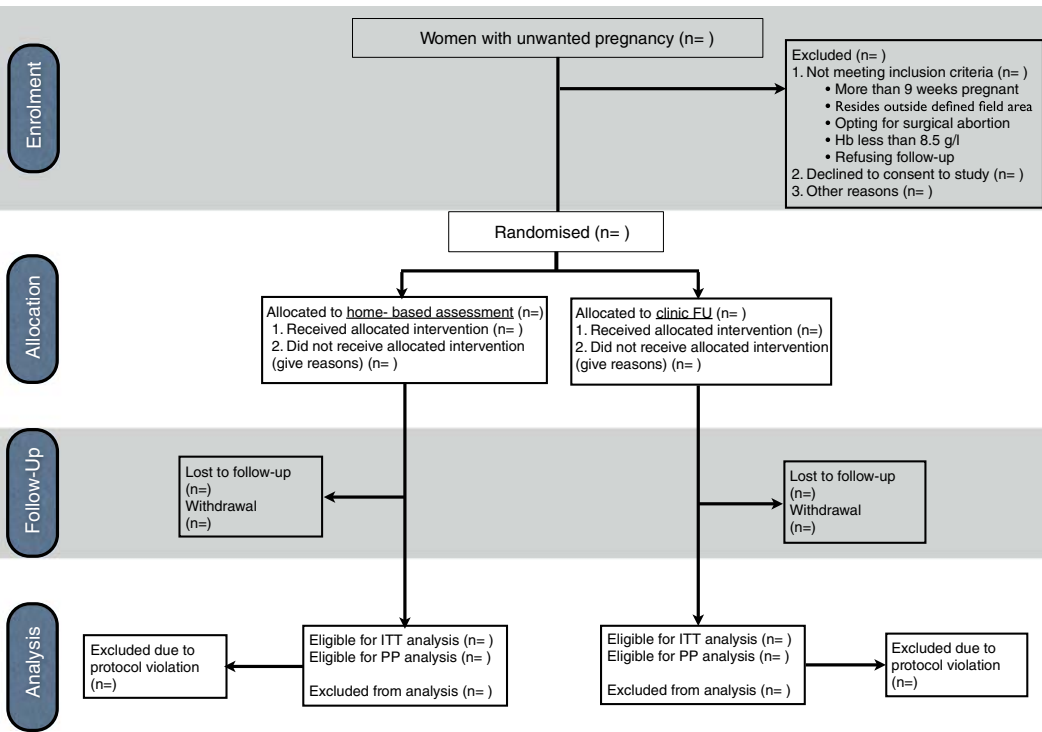 Enrolment
Women with unwanted pregnancy (n= )
Excluded (n= )
1. Not meeting inclusion criteria (n= )
• More than 9 weeks pregnant
• Resides outside defined field area
• Opting for surgical abortion
• Hb less than 8.5 g/l
• Refusing follow-up
2. Declined to consent to study (n= )
3. Other reasons (n= )
Randomised (n= )
Allocation
Allocated to home- based assessment (n=)
1. Received allocated intervention (n= )
2. Did not receive allocated intervention
(give reasons) (n= )
Allocated to clinic FU (n= )
1. Received allocated intervention (n=)
2. Did not receive allocated intervention
(give reasons) (n= )
Follow-Up
Lost to follow-up
(n=)
Withdrawal
(n=)
Lost to follow-up
(n=)
Withdrawal
(n=)
Analysis
Excluded due to
protocol violation
(n=)
Eligible for ITT analysis (n= )
Eligible for PP analysis (n= )
Excluded from analysis (n= )
Eligible for ITT analysis (n= )
Eligible for PP analysis (n= )
Excluded from analysis (n= )
Excluded due to
protocol violation
(n=)